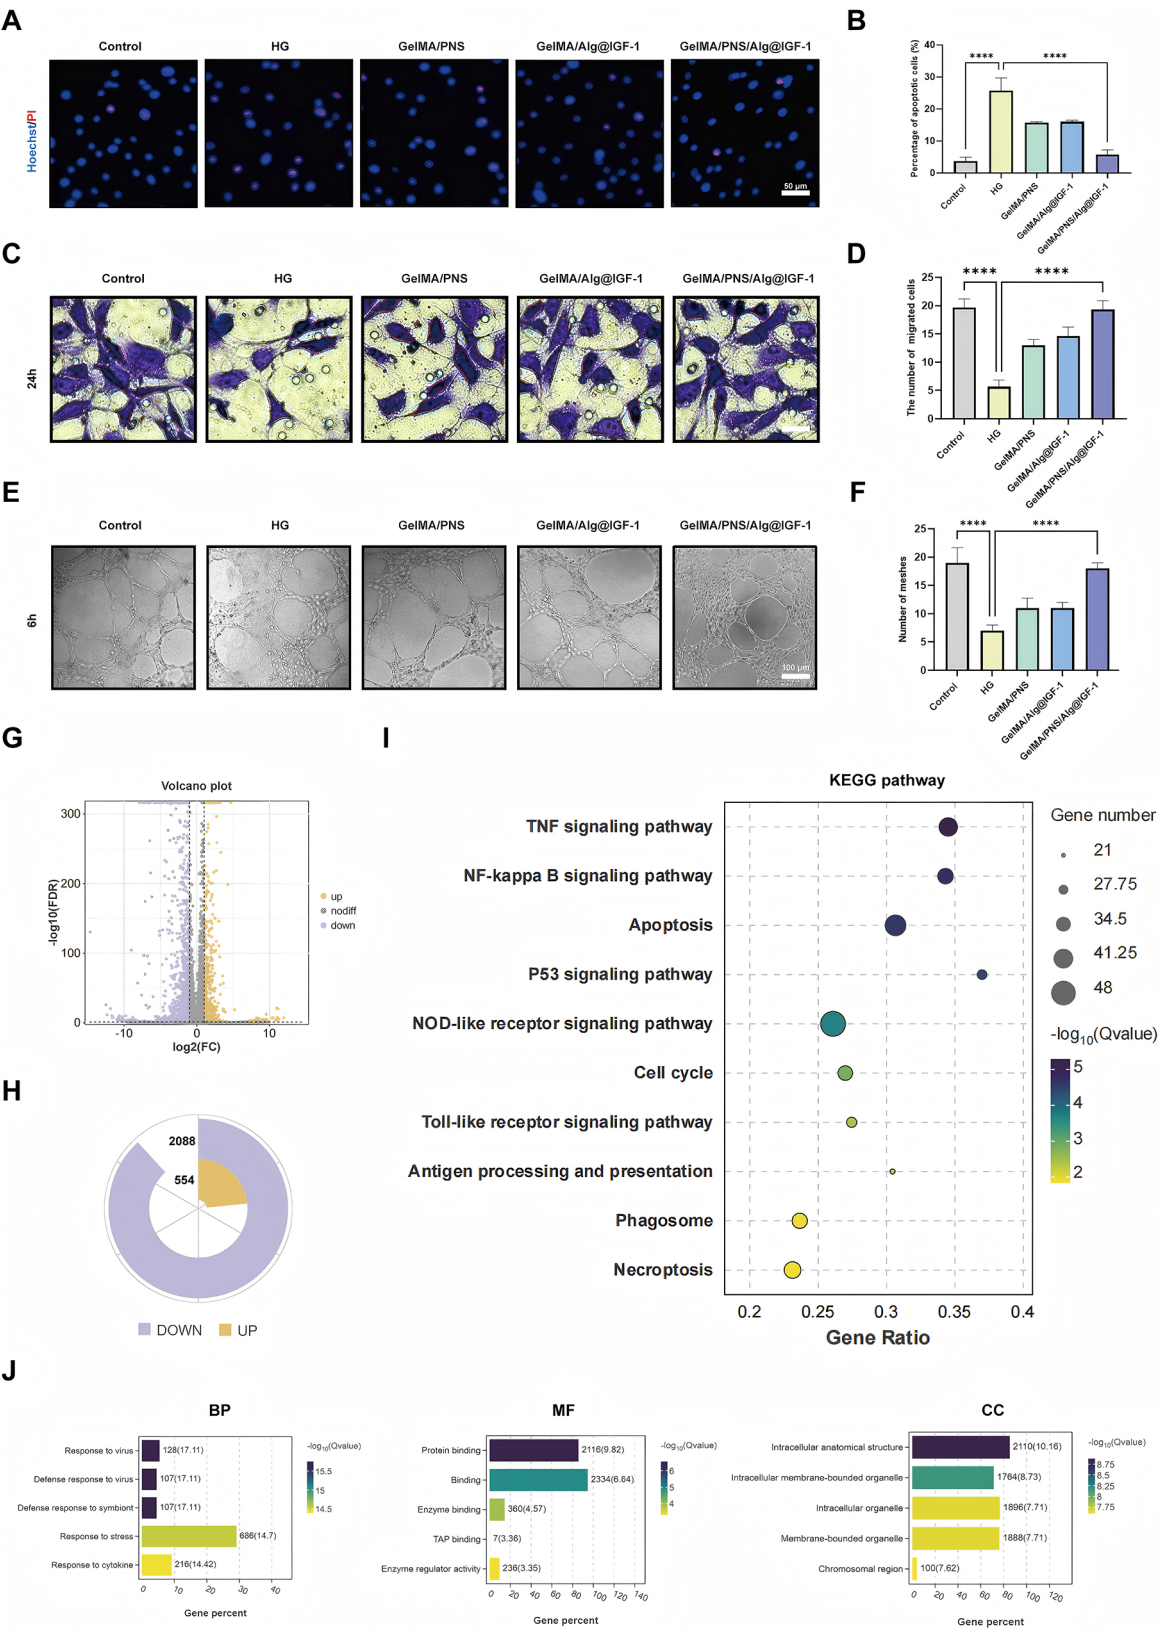 A
Control
HG
GelMA/PNS
GelMA/Alg@IGF-1
GelMA/PNS/Alg@IGF-1
Hoechst/PI
50 μm
B
Percentage of apoptotic cells (%)
40
30
20
10
0
****
****
Control
HG
GelMA/PNS
GelMA/Alg@IGF-1
GelMA/PNS/Alg@IGF-1
C
Control
HG
GelMA/PNS
GelMA/Alg@IGF-1
GelMA/PNS/Alg@IGF-1
24h
D
The number of migrated cells
25
20
15
10
5
0
****
****
Control
HG
GelMA/PNS
GelMA/Alg@IGF-1
GelMA/PNS/Alg@IGF-1
E
Control
HG
GelMA/PNS
GelMA/Alg@IGF-1
GelMA/PNS/Alg@IGF-1
6h
100 μm
F
Number of meshes
25
20
15
10
5
0
****
****
Control
HG
GelMA/PNS
GelMA/Alg@IGF-1
GelMA/PNS/Alg@IGF-1
G
Volcano plot
-log10(FDR)
300
200
100
0
-10
0
10
log2(FC)
up
nodiff
down
H
2088
554
DOWN
UP
I
KEGG pathway
TNF signaling pathway
NF-kappa B signaling pathway
Apoptosis
P53 signaling pathway
NOD-like receptor signaling pathway
Cell cycle
Toll-like receptor signaling pathway
Antigen processing and presentation
Phagosome
Necroptosis
0.2
0.25
0.3
0.35
0.4
Gene Ratio
Gene number
21
27.75
34.5
41.25
48
-log10(Qvalue)
5
4
3
2
J
BP
Response to virus
128(17.11)
Defense response to virus
107(17.11)
Defense response to symbiont
107(17.11)
Response to stress
686(14.7)
Response to cytokine
216(14.42)
0
10
20
30
40
Gene percent
-log10(Qvalue)
15.5
15.0
14.5
MF
Protein binding
2116(9.82)
Binding
2334(6.64)
Enzyme binding
360(4.57)
TAP binding
7(3.36)
Enzyme regulator activity
236(3.35)
0
20
40
60
80
100
120
140
Gene percent
-log10(Qvalue)
6
5
4
CC
Intracellular anatomical structure
2110(10.16)
Intracellular membrane-bounded organelle
1764(8.73)
Intracellular organelle
1896(7.71)
Membrane-bounded organelle
1888(7.71)
Chromosomal region
100(7.62)
0
20
40
60
80
100
120
Gene percent
-log10(Qvalue)
8.75
8.5
8.25
8
7.75